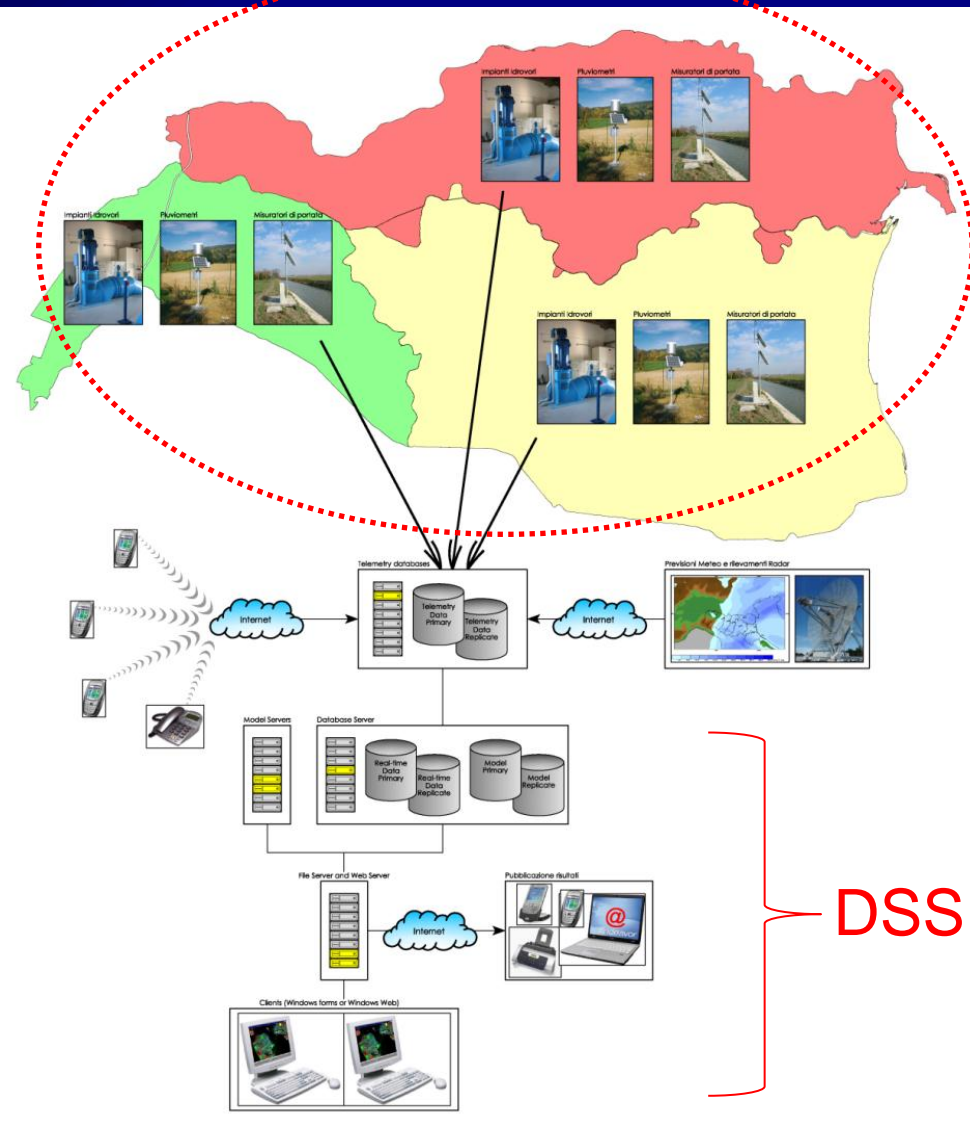 Impianti Idrovori
Pluviometri
Misuratori di portata
Impianti Idrovori
Pluviometri
Misuratori di portata
Impianti Idrovori
Pluviometri
Misuratori di portata
Telemetry databases
Telemetry
Data
Primary
Telemetry
Data
Replicate
Internet
Internet
Previsioni Meteo e rilevamenti Radar
Model Servers
Database Server
Real-time
Data
Primary
Real-time
Data
Replicate
Model
Primary
Model
Replicate
DSS
File Server and Web Server
Internet
Pubblicazione risultati
@
Clients (Windows forms or Windows Web)